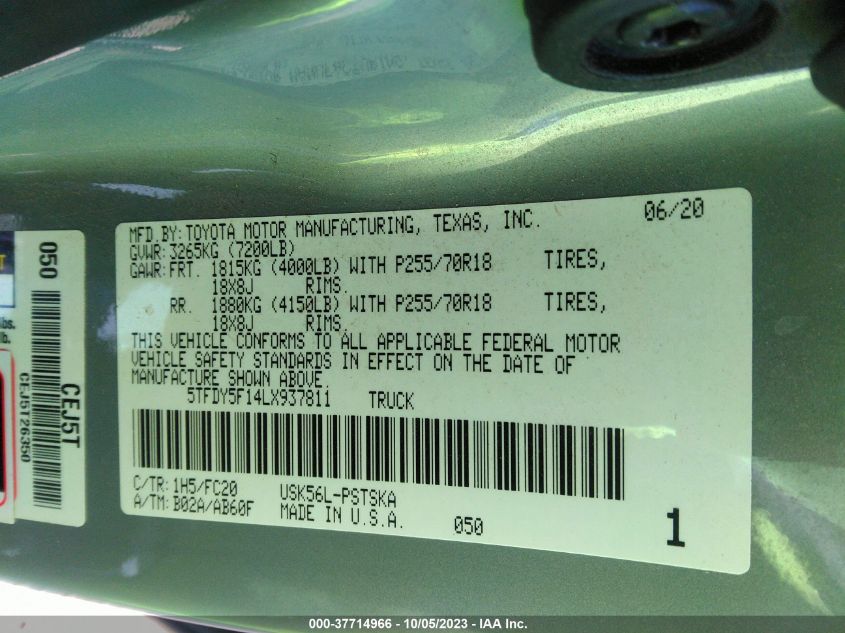 06/20
MFD.BY:TOYOTA MOTOR MANUFACTURING, TEXAS, INC.
GVWR:3265KG (7200LB)
GAWR:FRT. 1815KG (4000LB) WITH P255/70R18 TIRES,
18X8J RIMS.
RR. 1880KG (4150LB) WITH P255/70R18 TIRES,
18X8J RIMS.
THIS VEHICLE CONFORMS TO ALL APPLICABLE FEDERAL MOTOR
VEHICLE SAFETY STANDARDS IN EFFECT ON THE DATE OF
MANUFACTURE SHOWN ABOVE.
5TFDY5F14LX937811 TRUCK
C/TR:1H5/FC20 USK56L-PSTSKA
A/TM:B02A/AB60F MADE IN U.S.A. 050 1
050
CEJ5T
CEJ5T26350
lbs.
lb.
000-37714966 - 10/05/2023 - IAA Inc.